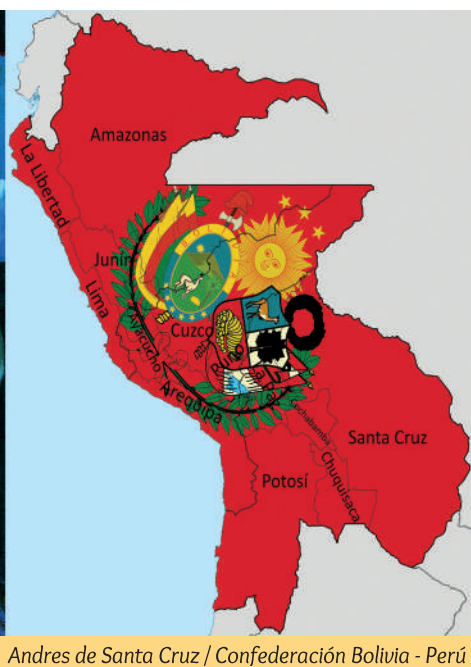 Amazonas
La Libertad
Junín
Lima
Ayacucho
Cuzco
Puno
Arequipa
Cochabamba
Santa Cruz
Chuquisaca
Potosí
Andres de Santa Cruz / Confederación Bolivia - Perú